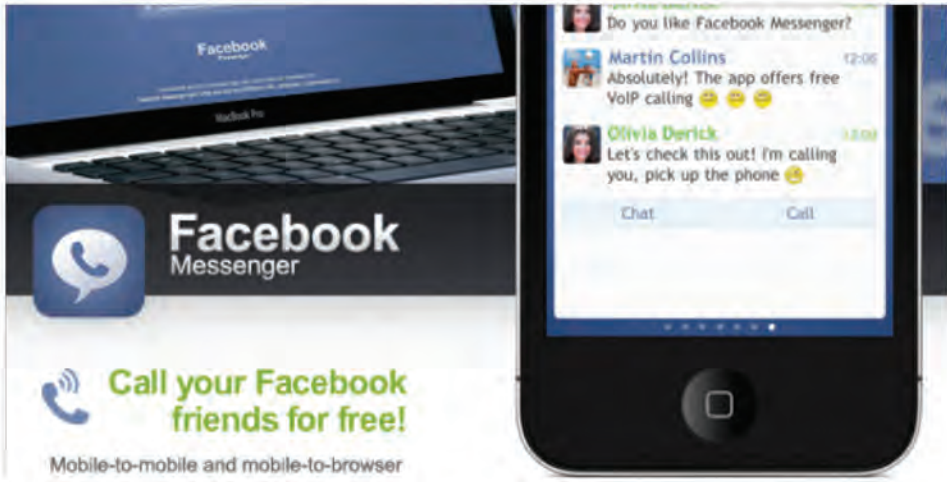 Facebook
MacBook Pro
Do you like Facebook Messenger?
Martin Collins 12:06
Absolutely! The app offers free
VoIP calling
Olivia Derick
Let's check this out! I'm calling
you, pick up the phone
Chat Call
Facebook
Messenger
Call your Facebook
friends for free!
Mobile-to-mobile and mobile-to-browser